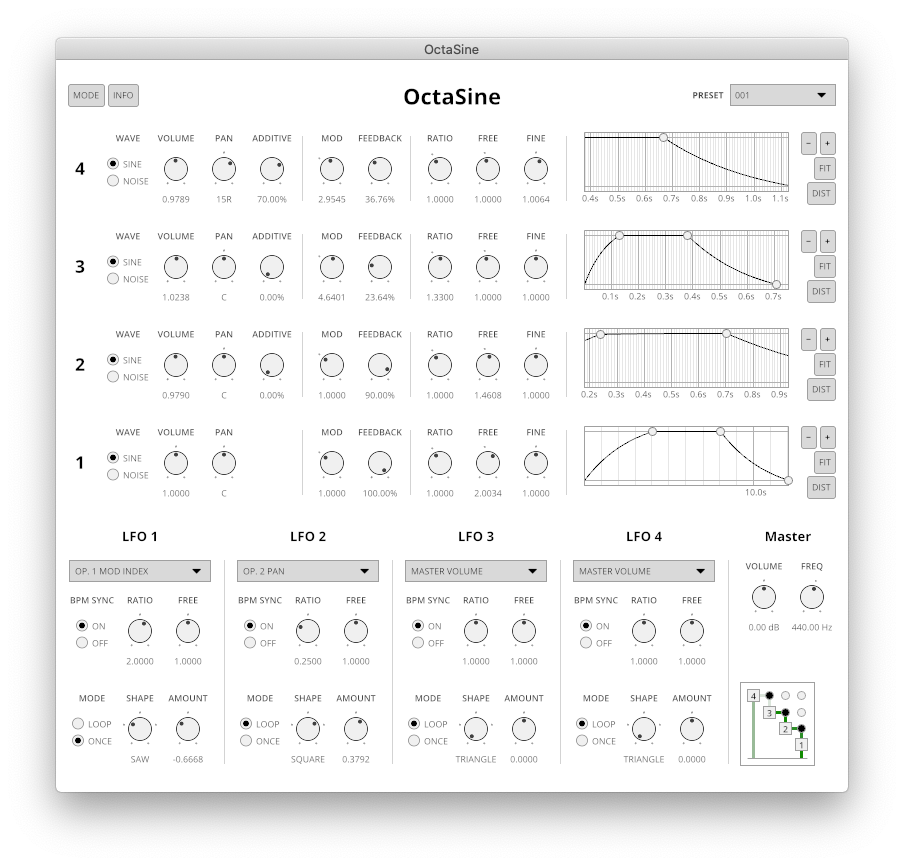 OctaSine
MODE INFO OctaSine PRESET 001
WAVE VOLUME PAN ADDITIVE MOD FEEDBACK RATIO FREE FINE − +
4 SINE FIT
NOISE DIST
0.9789 15R 70.00% 2.9545 36.76% 1.0000 1.0000 1.0064 0.4s 0.5s 0.6s 0.7s 0.8s 0.9s 1.0s 1.1s
WAVE VOLUME PAN ADDITIVE MOD FEEDBACK RATIO FREE FINE − +
3 SINE FIT
NOISE DIST
1.0238 C 0.00% 4.6401 23.64% 1.3300 1.0000 1.0000 0.1s 0.2s 0.3s 0.4s 0.5s 0.6s 0.7s
WAVE VOLUME PAN ADDITIVE MOD FEEDBACK RATIO FREE FINE − +
2 SINE FIT
NOISE DIST
0.9790 C 0.00% 1.0000 90.00% 1.0000 1.4608 1.0000 0.2s 0.3s 0.4s 0.5s 0.6s 0.7s 0.8s 0.9s
WAVE VOLUME PAN MOD FEEDBACK RATIO FREE FINE − +
1 SINE FIT
NOISE DIST
1.0000 C 1.0000 100.00% 1.0000 2.0034 1.0000 10.0s
LFO 1 LFO 2 LFO 3 LFO 4 Master
OP. 1 MOD INDEX OP. 2 PAN MASTER VOLUME MASTER VOLUME VOLUME FREQ
BPM SYNC RATIO FREE BPM SYNC RATIO FREE BPM SYNC RATIO FREE BPM SYNC RATIO FREE
ON ON ON ON 0.00 dB 440.00 Hz
OFF OFF OFF OFF
2.0000 1.0000 0.2500 1.0000 1.0000 1.0000 1.0000 1.0000
MODE SHAPE AMOUNT MODE SHAPE AMOUNT MODE SHAPE AMOUNT MODE SHAPE AMOUNT 4
3
LOOP LOOP LOOP LOOP 2
ONCE ONCE ONCE ONCE 1
SAW -0.6668 SQUARE 0.3792 TRIANGLE 0.0000 TRIANGLE 0.0000